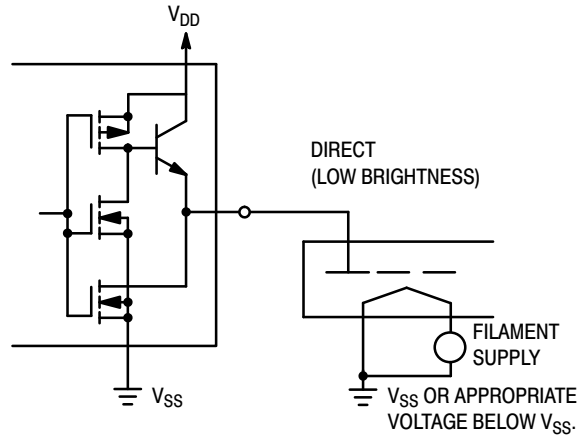 VDD
DIRECT
(LOW BRIGHTNESS)
FILAMENT
SUPPLY
VSS
VSS OR APPROPRIATE
VOLTAGE BELOW VSS.